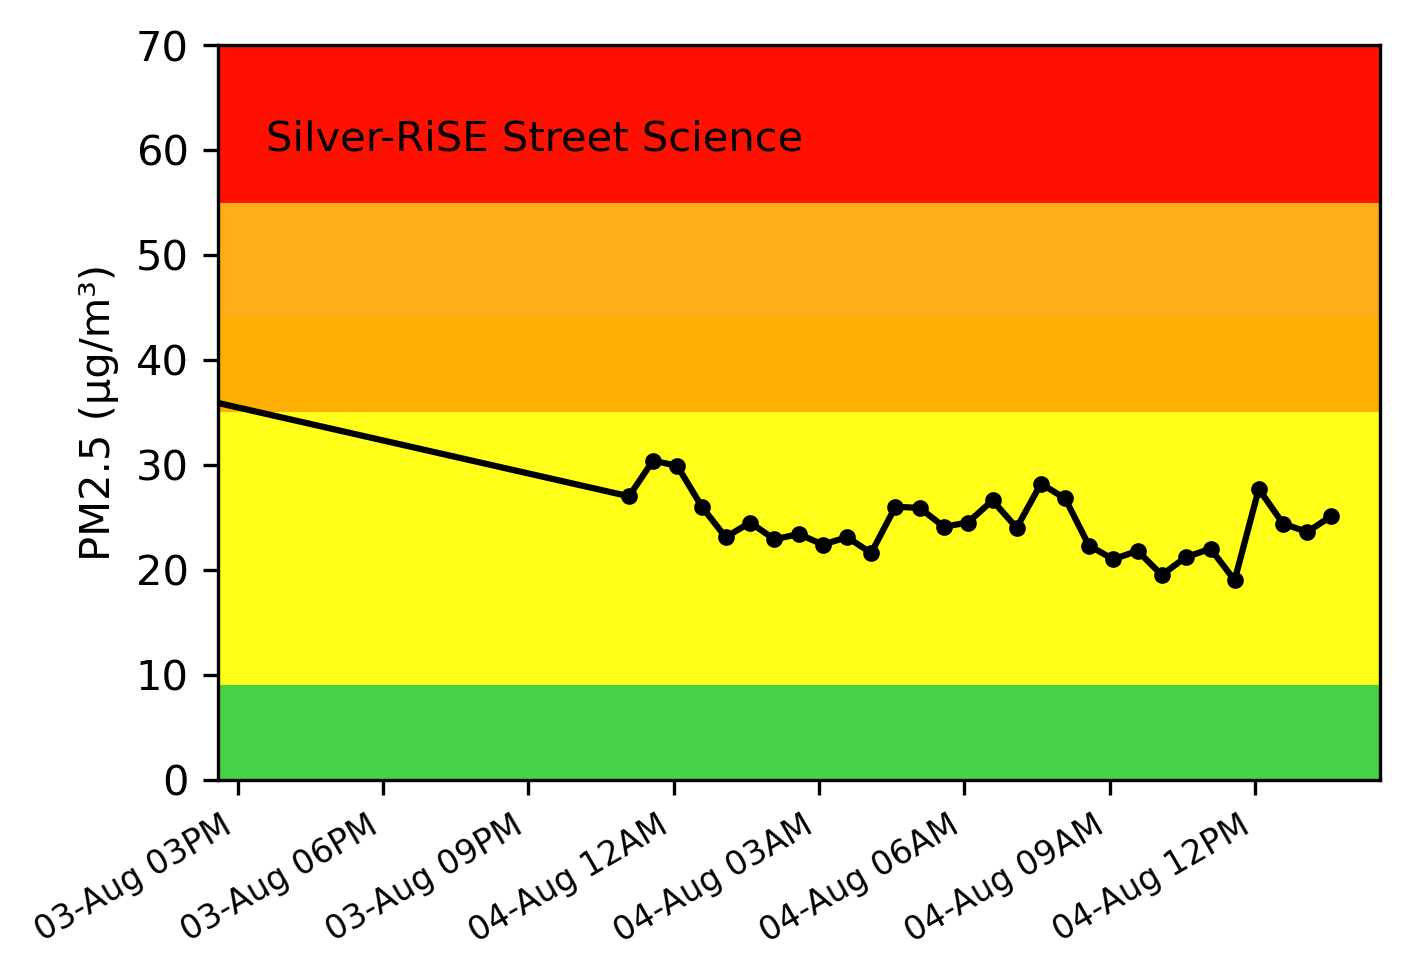 70
Silver-RiSE Street Science
60
50
40
30
20
10
0
PM2.5 (µg/m³)
03-Aug 03PM
03-Aug 06PM
03-Aug 09PM
04-Aug 12AM
04-Aug 03AM
04-Aug 06AM
04-Aug 09AM
04-Aug 12PM